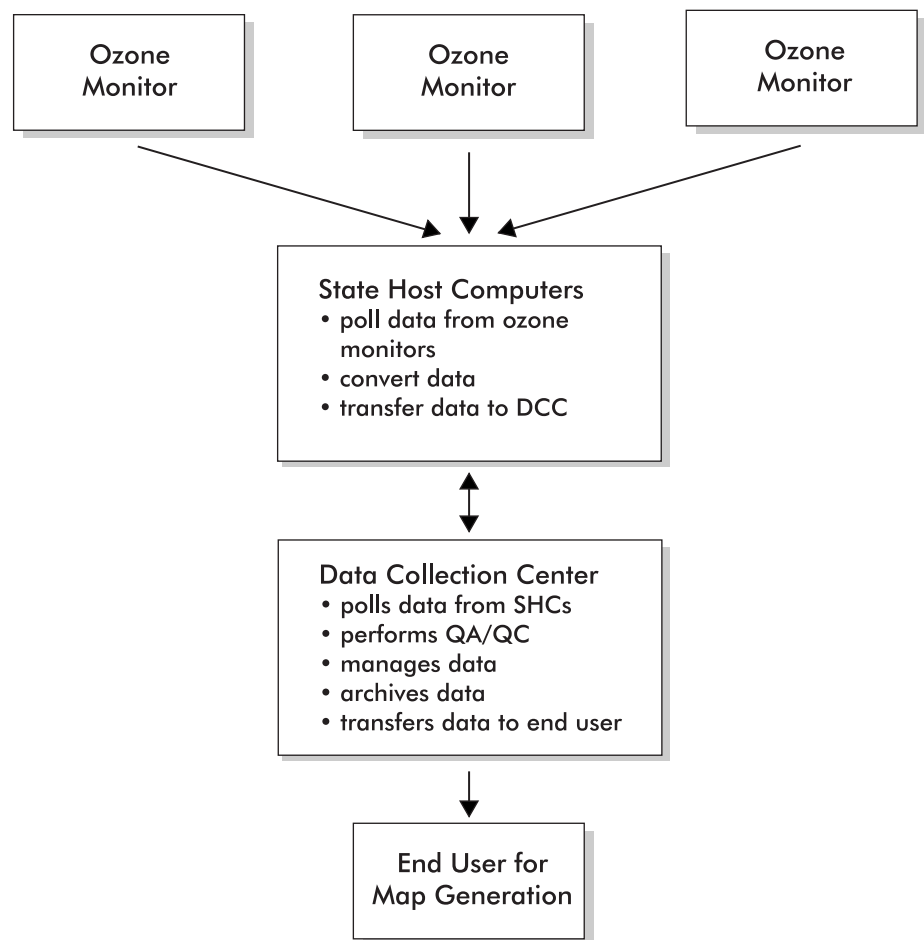 Ozone
Monitor
Ozone
Monitor
Ozone
Monitor
State Host Computers
• poll data from ozone
monitors
• convert data
• transfer data to DCC
Data Collection Center
• polls data from SHCs
• performs QA/QC
• manages data
• archives data
• transfers data to end user
End User for
Map Generation